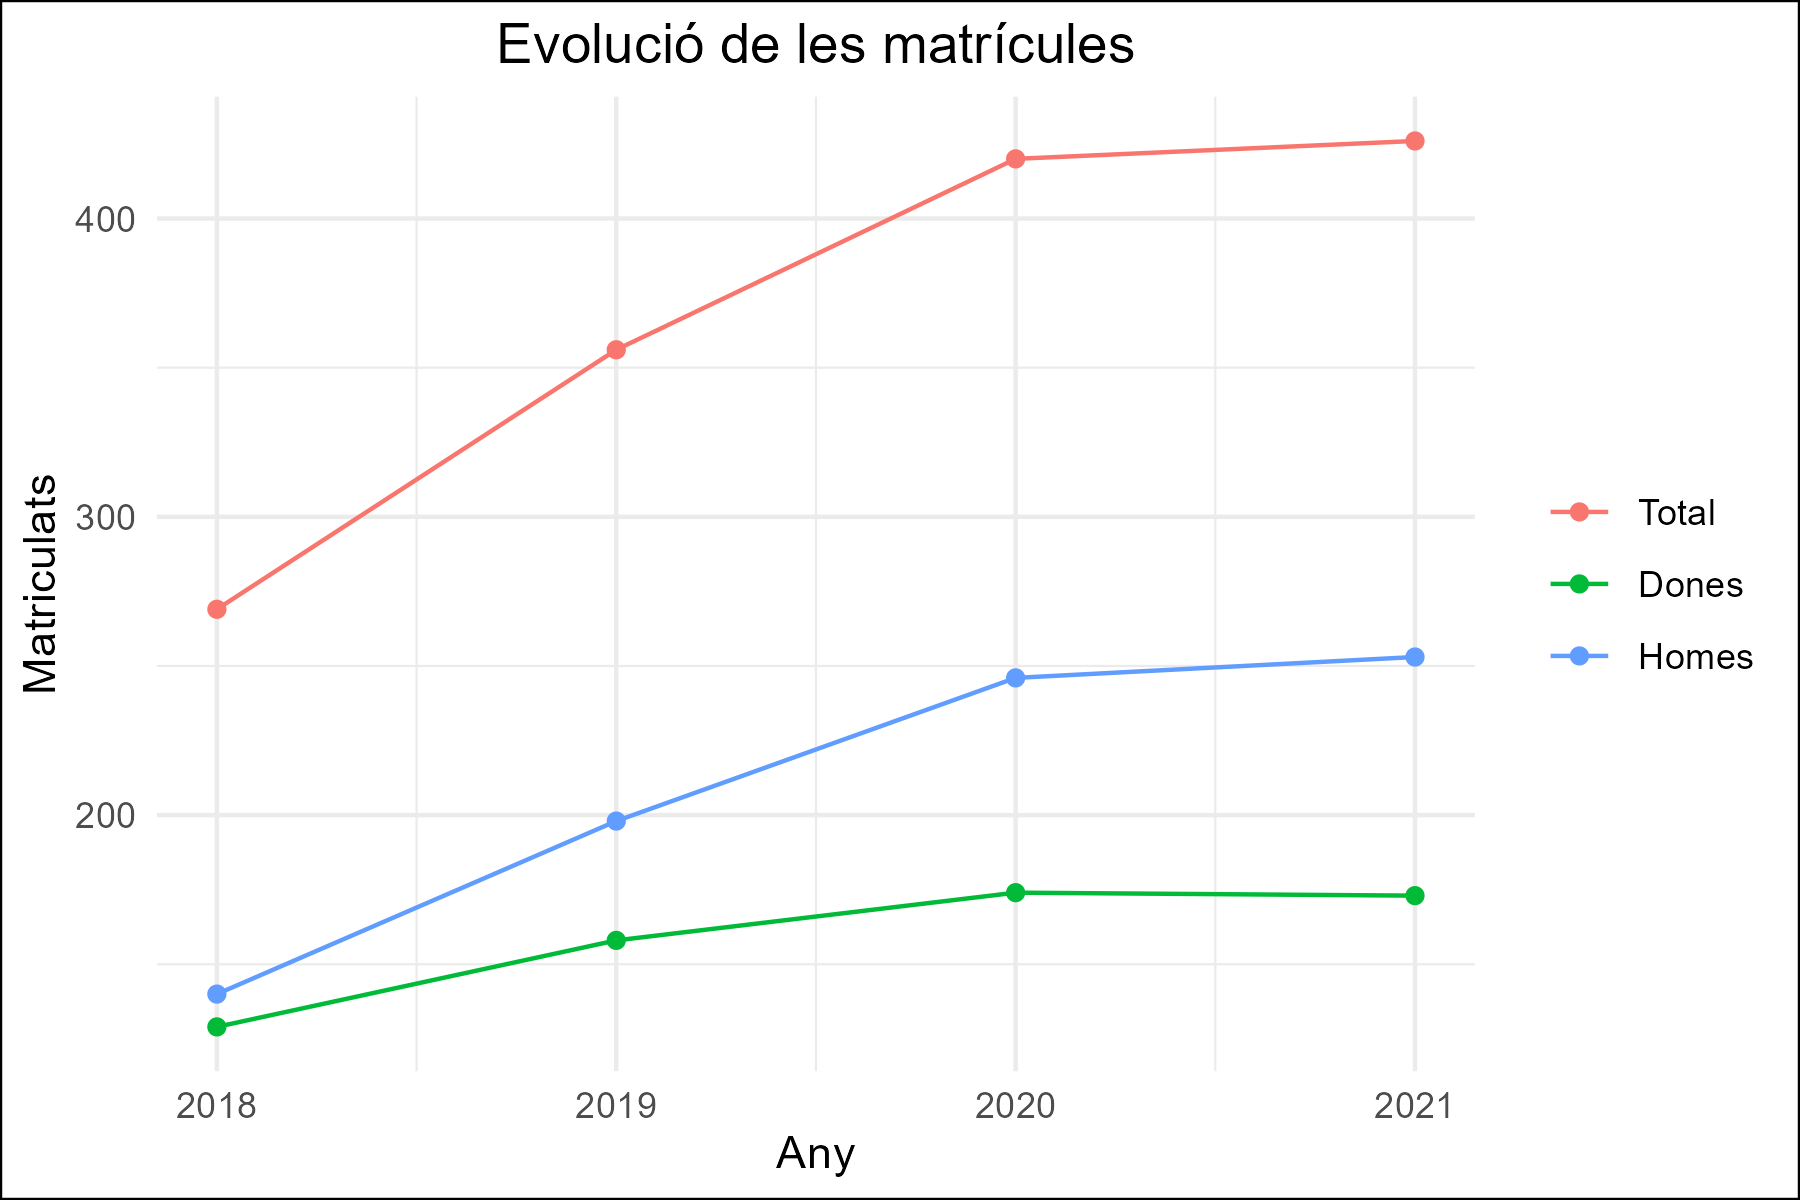 Evolució de les matrícules
Matriculats
400
300
200
2018
2019
2020
2021
Any
Total
Dones
Homes